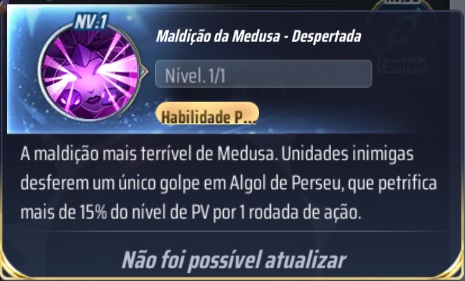 NV:1
Maldição da Medusa - Despertada
Nível. 1/1
Habilidade P...
A maldição mais terrível de Medusa. Unidades inimigas
desferem um único golpe em Algol de Perseu, que petrifica
mais de 15% do nível de PV por 1 rodada de ação.
Não foi possível atualizar
Controle